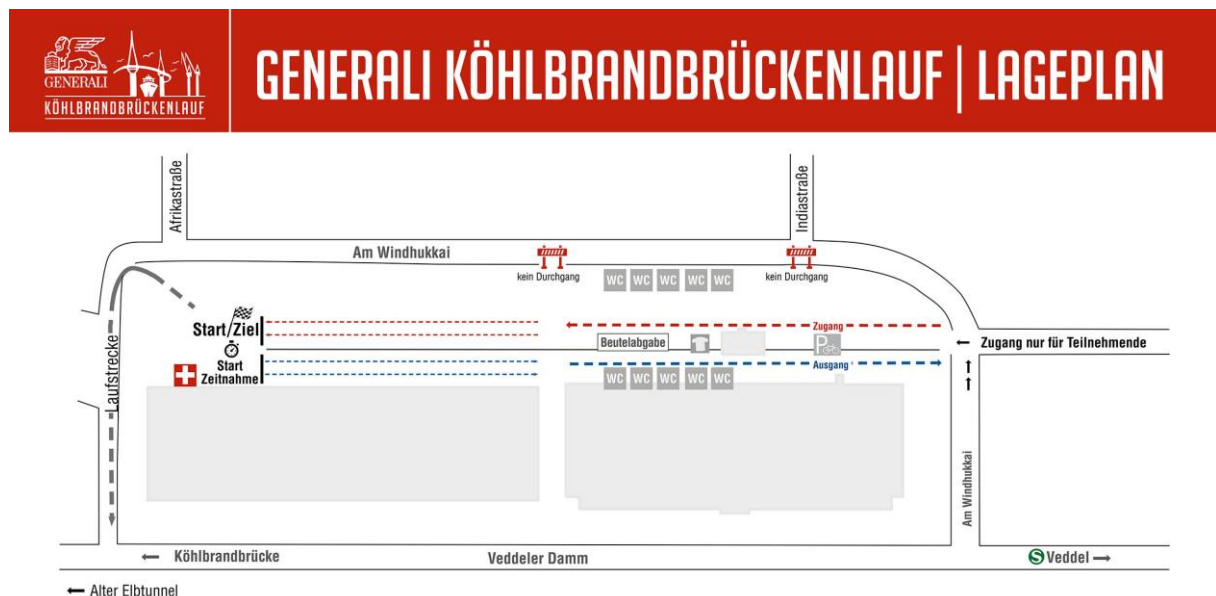 GENERALI
KÖHLBRANDBRÜCKENLAUF
GENERALI KÖHLBRANDBRÜCKENLAUF | LAGEPLAN
Afrikastraße
Indiastraße
Am Windhukkai
kein Durchgang
kein Durchgang
WC WC WC WC WC
Start/Ziel
Zugang
Beutelabgabe
P
Zugang nur für Teilnehmende
Start
Zeitnahme
Ausgang
WC WC WC WC WC
Laufstrecke
Am Windhukkai
Köhlbrandbrücke
Veddeler Damm
S Veddel
Alter Elbtunnel